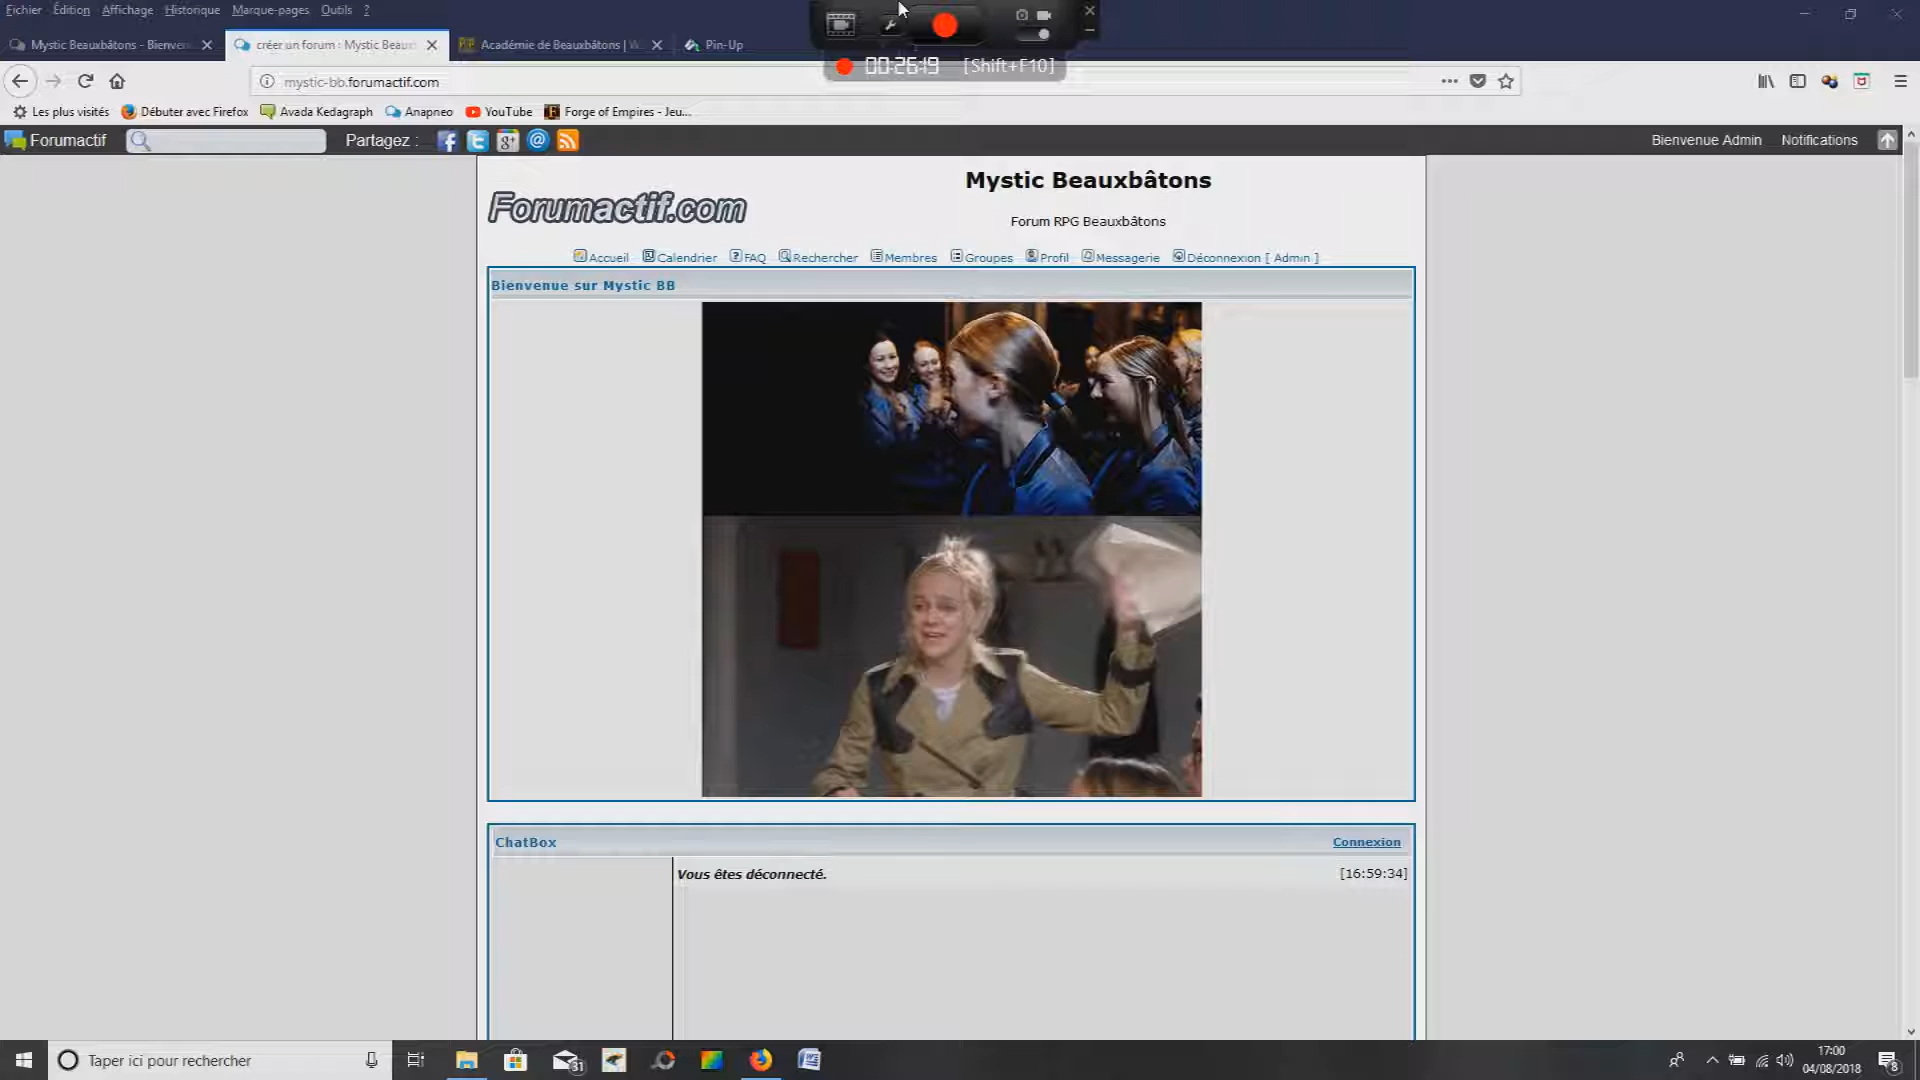 Fichier Édition Affichage Historique Marque-pages Outils ?
Mystic Beauxbâtons - Bienven
créer un forum : Mystic Beaux
Académie de Beauxbâtons | W
Pin-Up
00:26:19 [Shift+F10]
mystic-bb.forumactif.com
Les plus visités Débuter avec Firefox Avada Kedagraph Anapneo YouTube Forge of Empires - Jeu...
Forumactif Partagez : Bienvenue Admin Notifications
Mystic Beauxbâtons
Forumactif.com
Forum RPG Beauxbâtons
Accueil Calendrier FAQ Rechercher Membres Groupes Profil Messagerie Déconnexion [ Admin ]
Bienvenue sur Mystic BB
ChatBox Connexion
Vous êtes déconnecté. [16:59:34]
Taper ici pour rechercher
31
17:00
04/08/2018
8